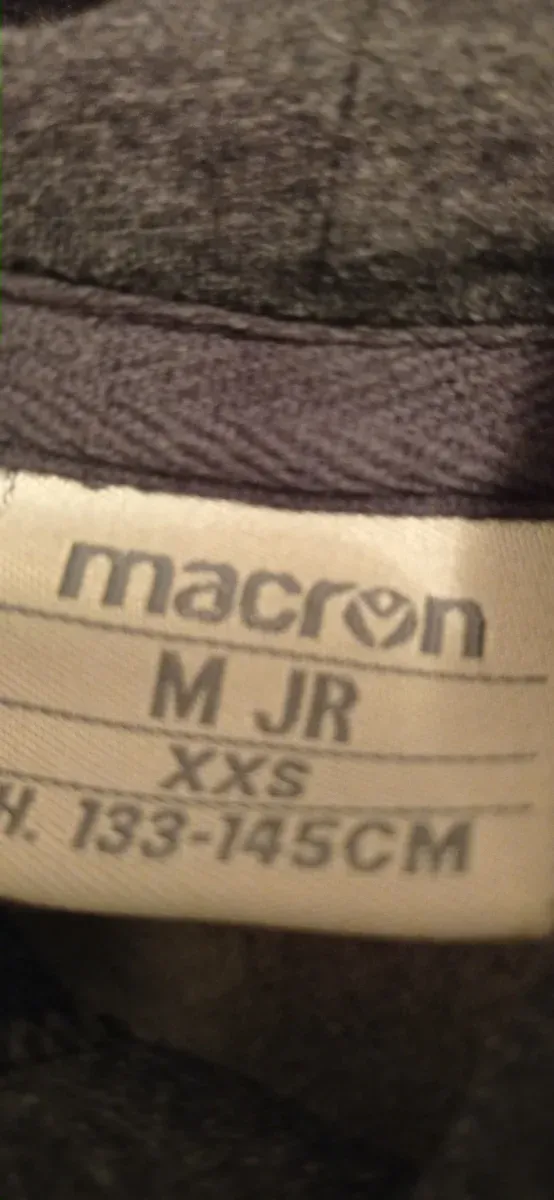 macron
M JR
XXS
H. 133-145CM